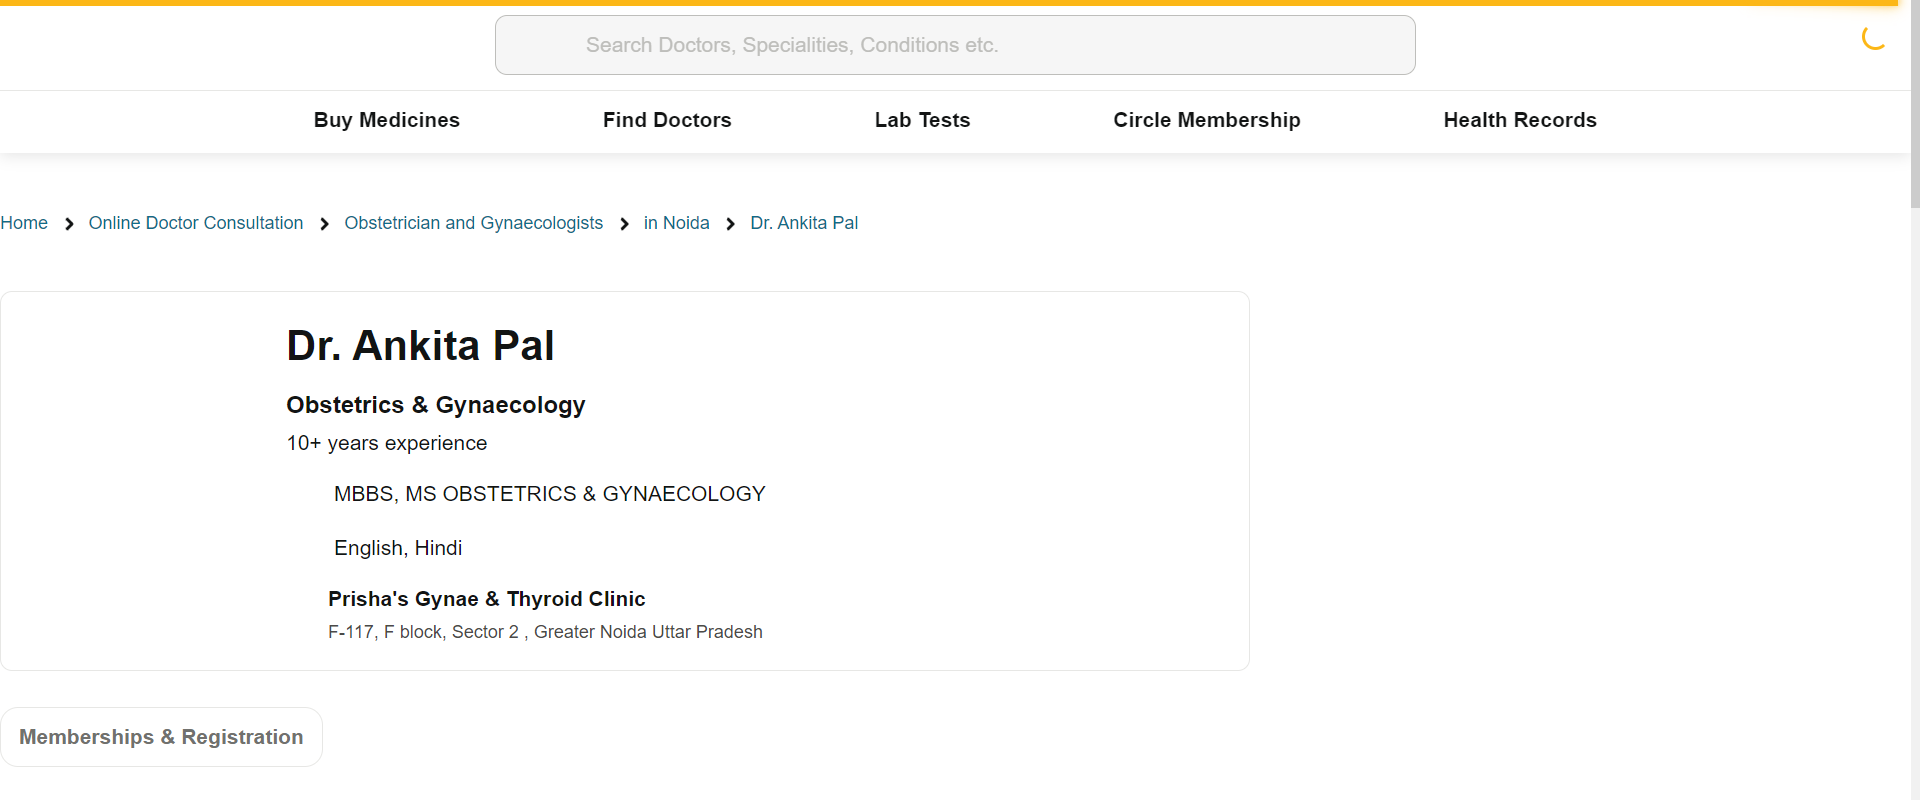 Search Doctors, Specialities, Conditions etc.
Buy Medicines Find Doctors Lab Tests Circle Membership Health Records
Home Online Doctor Consultation Obstetrician and Gynaecologists in Noida Dr. Ankita Pal
Dr. Ankita Pal
Obstetrics & Gynaecology
10+ years experience
MBBS, MS OBSTETRICS & GYNAECOLOGY
English, Hindi
Prisha's Gynae & Thyroid Clinic
F-117, F block, Sector 2 , Greater Noida Uttar Pradesh
Memberships & Registration